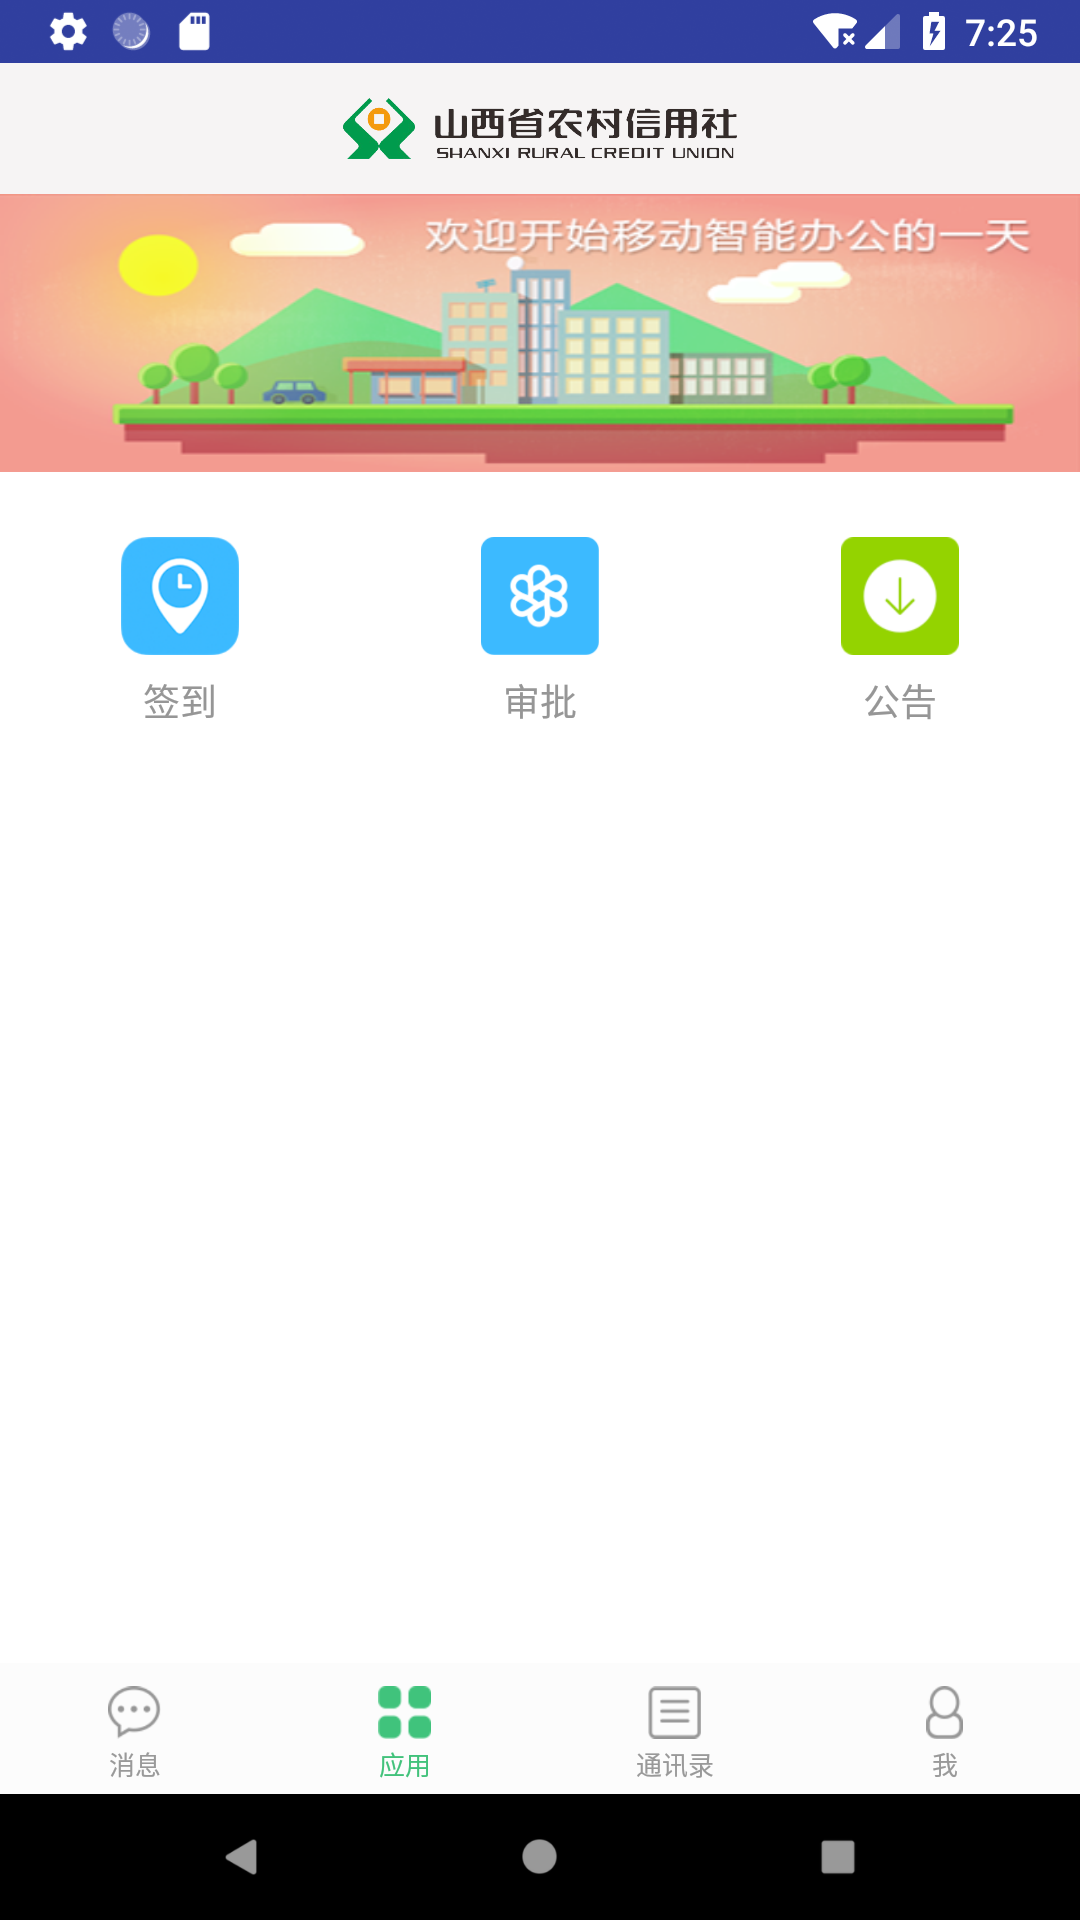 7:25
山西省农村信用社
SHANXI RURAL CREDIT UNION
欢迎开始移动智能办公的一天
签到
审批
公告
消息
应用
通讯录
我